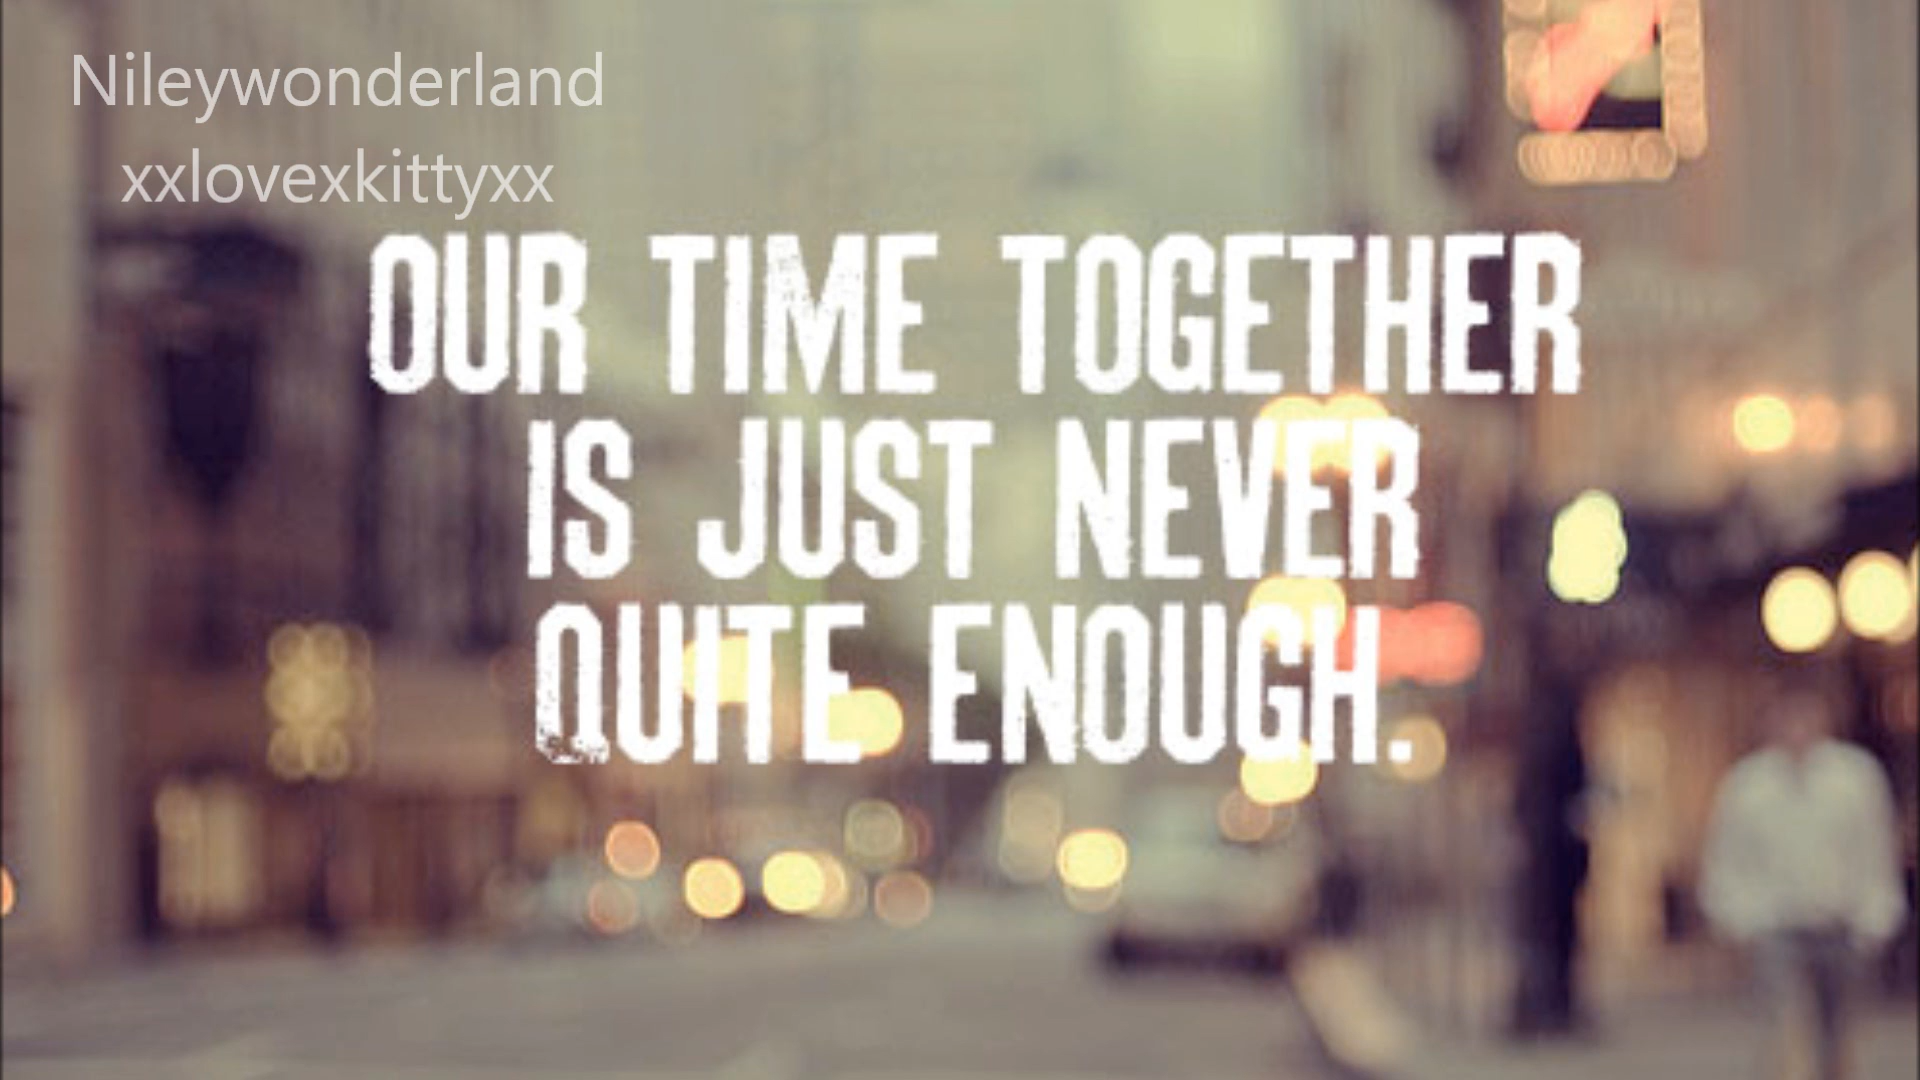 Nileywonderland
xxlovexkittyxx
OUR TIME TOGETHER
IS JUST NEVER
QUITE ENOUGH.